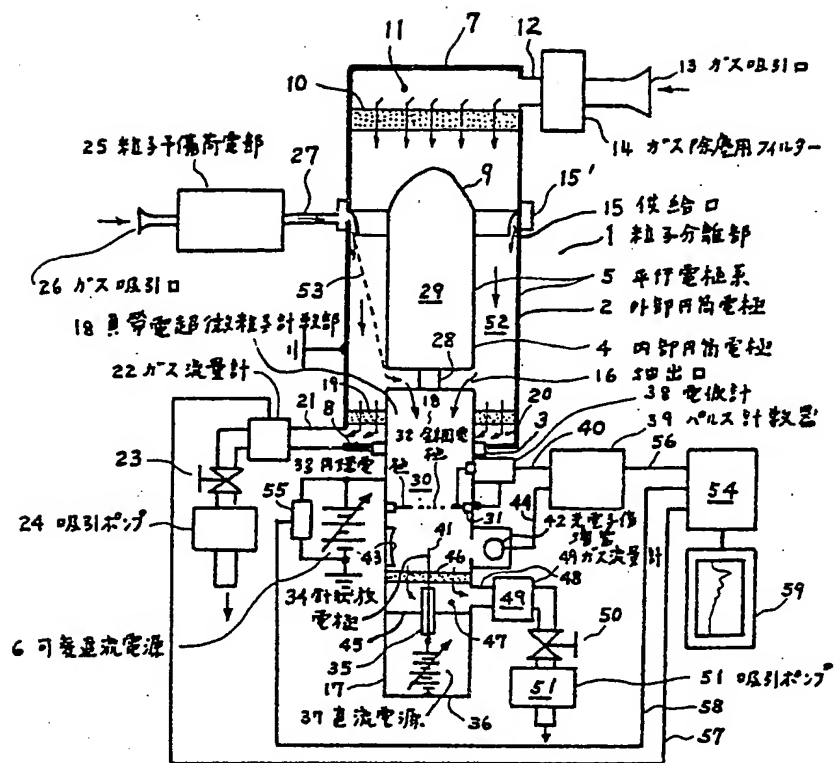 7
12
11
10
13 ガス吸引口
14 ガス除塵用フィルター
25 粒子予備荷電部
27
9
15'
15 供給口
1 粒子分離部
26 ガス吸引口
53
29
5 平行電極系
52
2 外部円筒電極
18 負帯電超微粒子計数部
28
4 内部円筒電極
22 ガス流量計
16 抽出口
19
18
20
38 電位計
21
8
3
39 パルス計数器
32 金網電極
40
56
23
33 円筒電極
30
54
55
44
31
42 光電子増倍管
24 吸引ポンプ
43
41
46
49 ガス流量計
48
34 針状放電極
49
59
50
6 可変直流電源
45
35
47
17
51
51 吸引ポンプ
37 直流電源
36
58
57